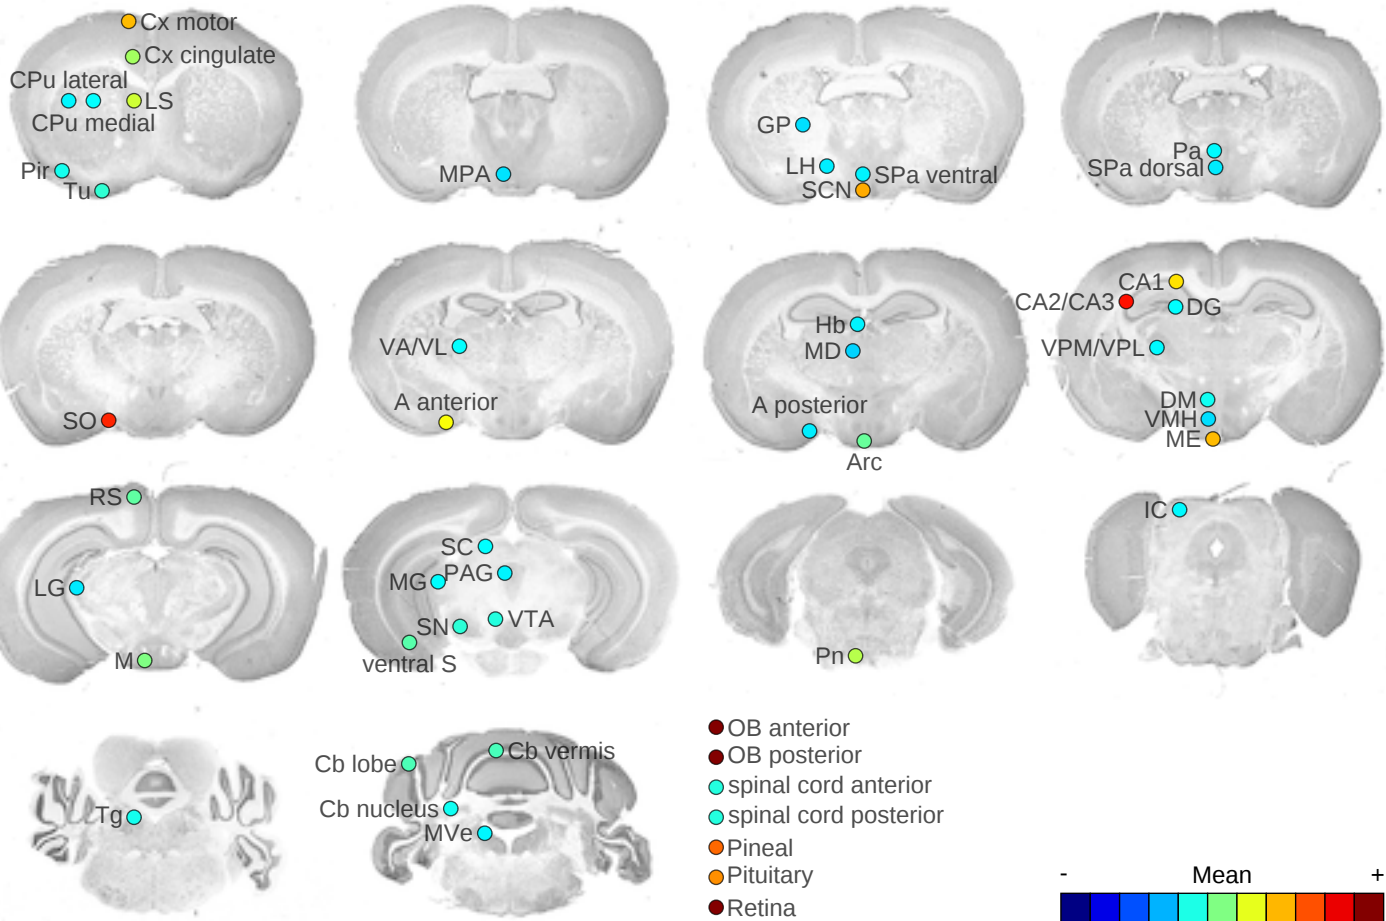 Cx motor
Cx cingulate
CPu lateral
LS
CPu medial
Pir
Tu
MPA
GP
LH
SPa ventral
SCN
Pa
SPa dorsal
SO
VA/VL
A anterior
Hb
MD
A posterior
Arc
CA1
CA2/CA3
DG
VPM/VPL
DM
VMH
ME
RS
LG
M
SC
MG
PAG
SN
VTA
ventral S
Pn
IC
Tg
Cb lobe
Cb vermis
Cb nucleus
MVe
OB anterior
OB posterior
spinal cord anterior
spinal cord posterior
Pineal
Pituitary
Retina
- Mean +